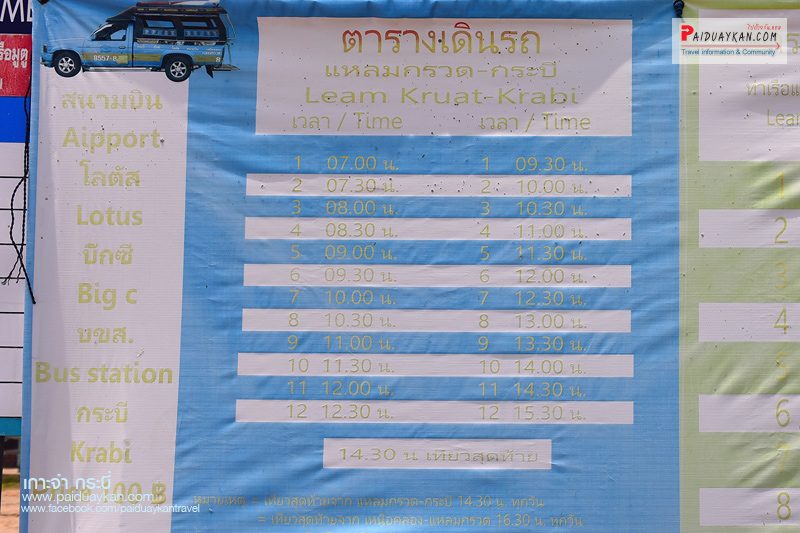 8557-8
8
สนามบิน
Aipport
โลตัส
Lotus
บิ๊กซี
Big c
บขส.
Bus station
กระบี่
Krabi
00 ฿
ตารางเดินรถ
แหลมกรวด-กระบี่
Leam Kruat-Krabi
เวลา / Time เวลา / Time
1 07.00 น. 1 09.30 น.
2 07.30 น. 2 10.00 น.
3 08.00 น. 3 10.30 น.
4 08.30 น. 4 11.00 น.
5 09.00 น. 5 11.30 น.
6 09.30 น. 6 12.00 น.
7 10.00 น. 7 12.30 น.
8 10.30 น. 8 13.00 น.
9 11.00 น. 9 13.30 น.
10 11.30 น. 10 14.00 น.
11 12.00 น. 11 14.30 น.
12 12.30 น. 12 15.30 น.
14.30 น เที่ยวสุดท้าย
หมายเหตุ = เที่ยวสุดท้ายจาก แหลมกรวด-กระบี่ 14.30 น. ทุกวัน
= เที่ยวสุดท้ายจาก เหนือคลอง-แหลมกรวด 16.30 น. ทุกวัน
ท่าเรือแ
Lea
1
2
3
4
5
6
7
8
ไปด้วยกัน.คอม
PAIDUAYKAN.COM
Travel information & Community
เกาะจำ กระบี่
www.paiduaykan.com
www.facebook.com/paiduaykantravel